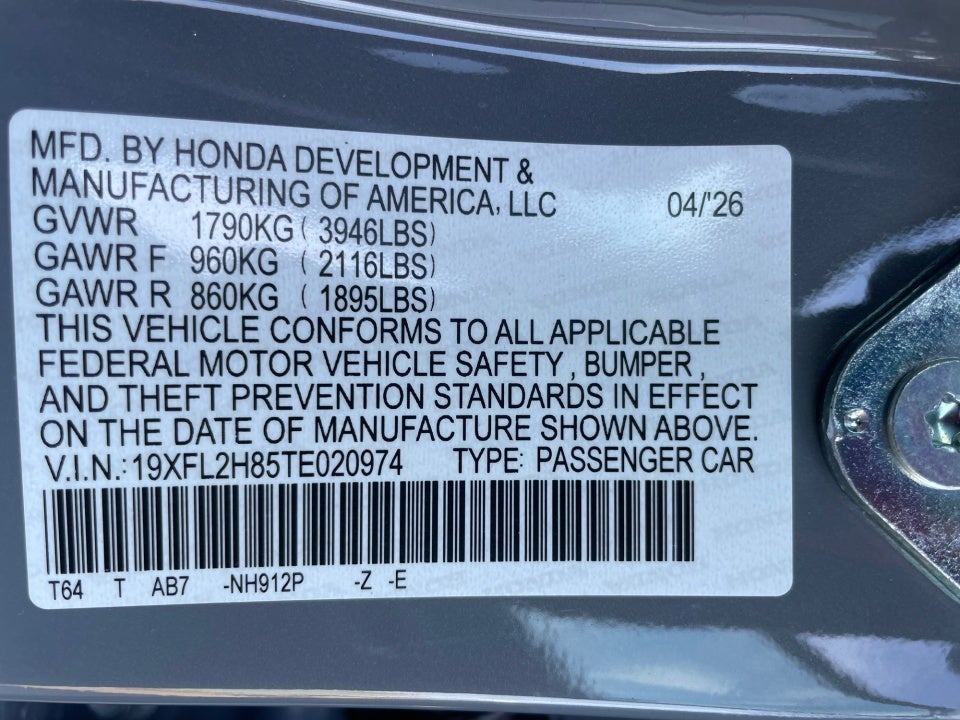 MFD. BY HONDA DEVELOPMENT &
MANUFACTURING OF AMERICA, LLC 04/'26
GVWR 1790KG ( 3946LBS)
GAWR F 960KG ( 2116LBS)
GAWR R 860KG ( 1895LBS)
THIS VEHICLE CONFORMS TO ALL APPLICABLE
FEDERAL MOTOR VEHICLE SAFETY , BUMPER ,
AND THEFT PREVENTION STANDARDS IN EFFECT
ON THE DATE OF MANUFACTURE SHOWN ABOVE.
V.I.N.: 19XFL2H85TE020974 TYPE: PASSENGER CAR
T64 T AB7 -NH912P -Z -E